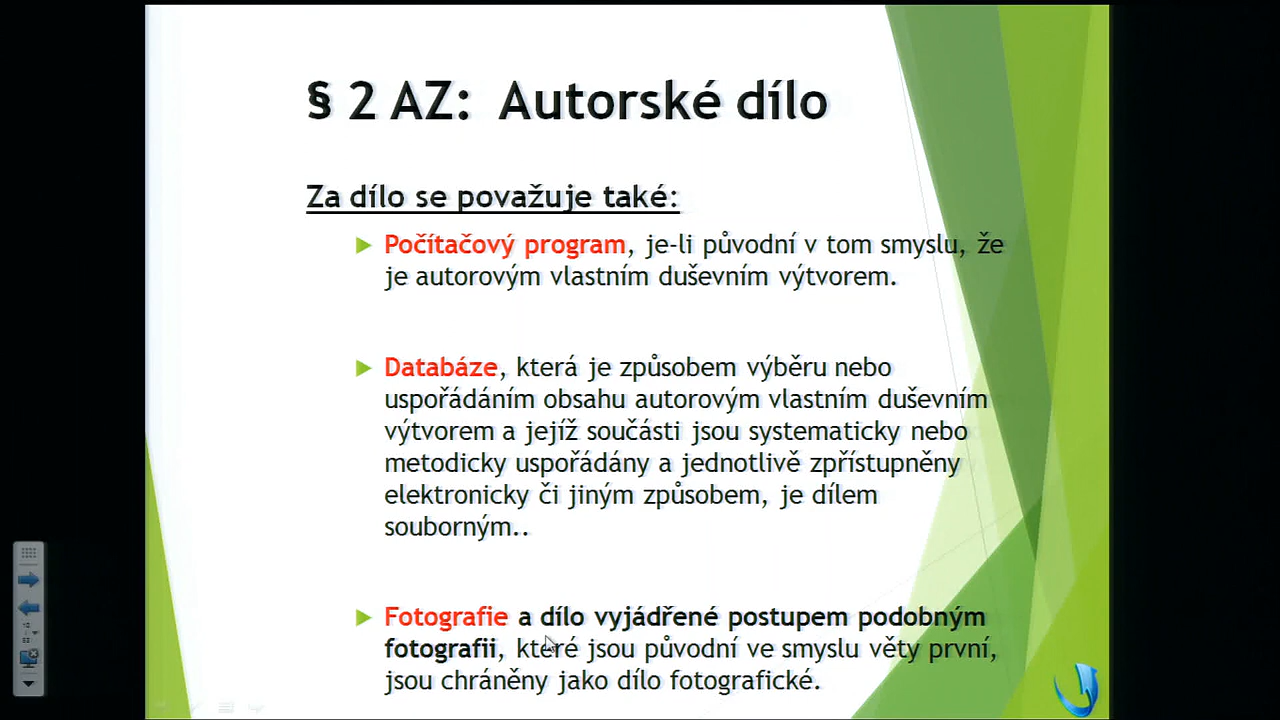 § 2 AZ: Autorské dílo
Za dílo se považuje také:
Počítačový program, je-li původní v tom smyslu, že
je autorovým vlastním duševním výtvorem.
Databáze, která je způsobem výběru nebo
uspořádáním obsahu autorovým vlastním duševním
výtvorem a jejíž součásti jsou systematicky nebo
metodicky uspořádány a jednotlivě zpřístupněny
elektronicky či jiným způsobem, je dílem
souborným..
Fotografie a dílo vyjádřené postupem podobným
fotografii, které jsou původní ve smyslu věty první,
jsou chráněny jako dílo fotografické.